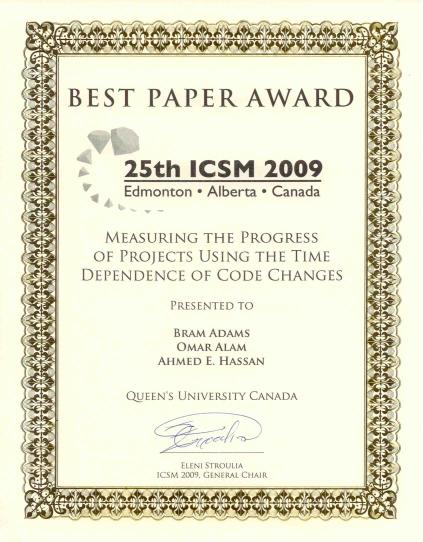 BEST PAPER AWARD
25th ICSM 2009
Edmonton • Alberta • Canada
MEASURING THE PROGRESS
OF PROJECTS USING THE TIME
DEPENDENCE OF CODE CHANGES
PRESENTED TO
BRAM ADAMS
OMAR ALAM
AHMED E. HASSAN
QUEEN'S UNIVERSITY CANADA
ELENI STROULIA
ICSM 2009, GENERAL CHAIR